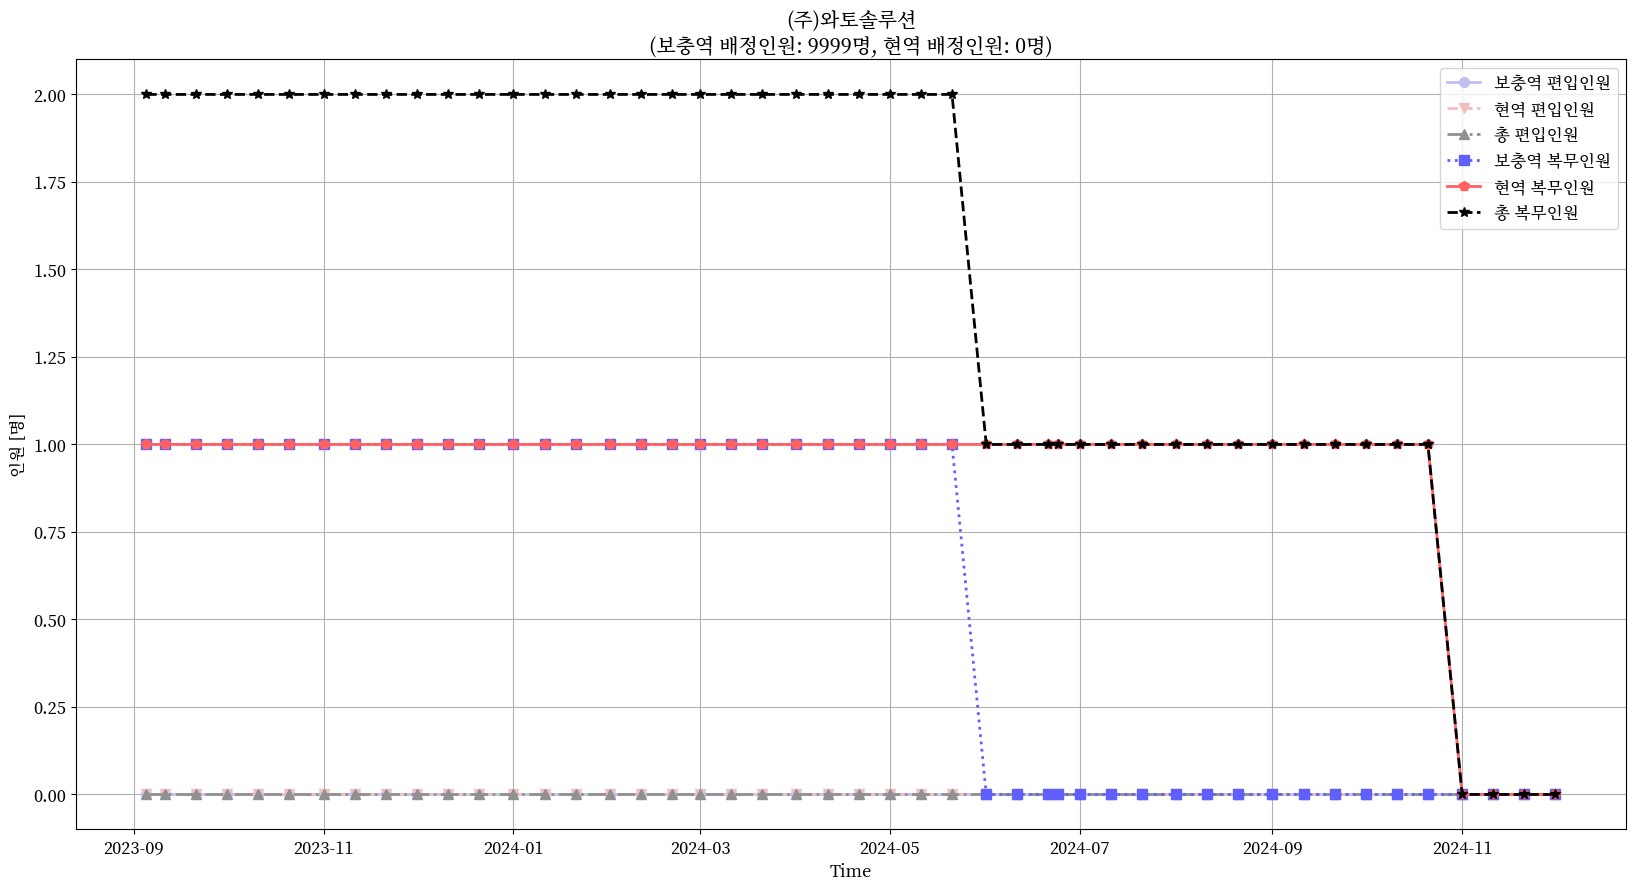 (주)와토솔루션
(보충역 배정인원: 9999명, 현역 배정인원: 0명)
2.00
1.75
1.50
1.25
1.00
0.75
0.50
0.25
0.00
인원 [명]
보충역 편입인원
현역 편입인원
총 편입인원
보충역 복무인원
현역 복무인원
총 복무인원
2023-09
2023-11
2024-01
2024-03
2024-05
2024-07
2024-09
2024-11
Time